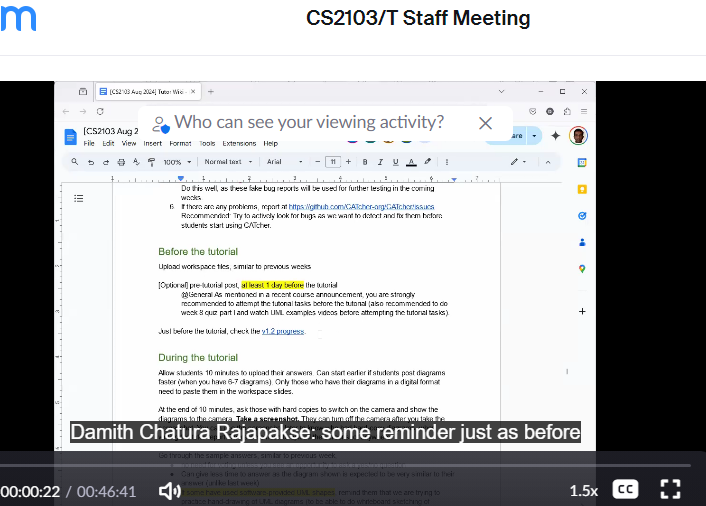 m
CS2103/T Staff Meeting
[CS2103 Aug 2024] Tutor Wiki -
Who can see your viewing activity?
[CS2103 Aug 2
are
File Edit View Insert Format Tools Extensions Help
100% Normal text Arial 11 B I U A
Do this well, as these fake bug reports will be used for further testing in the coming
weeks
6. If there are any problems, report at https://github.com/CATcher-org/CATcher/issues
Recommended: Try to actively look for bugs as we want to detect and fix them before
students start using CATcher.
Before the tutorial
Upload workspace files, similar to previous weeks
[Optional] pre-tutorial post, at least 1 day before the tutorial
@General As mentioned in a recent course announcement, you are strongly
recommended to attempt the tutorial tasks before the tutorial (also recommended to do
week 8 quiz part I and watch UML examples videos before attempting the tutorial tasks).
Just before the tutorial, check the v1.2 progress.
During the tutorial
Allow students 10 minutes to upload their answers. Can start earlier if students post diagrams
faster (when you have 6-7 diagrams). Only those who have their diagrams in a digital format
need to paste them in the workspace slides.
At the end of 10 minutes, ask those with hard copies to switch on the camera and show the
diagrams to the camera. Take a screenshot. They can turn off the camera after you take the
Damith Chatura Rajapakse: some reminder just as before
Go through the sample answers, similar to previous week
00:00:22 / 00:46:41
1.5x
CC